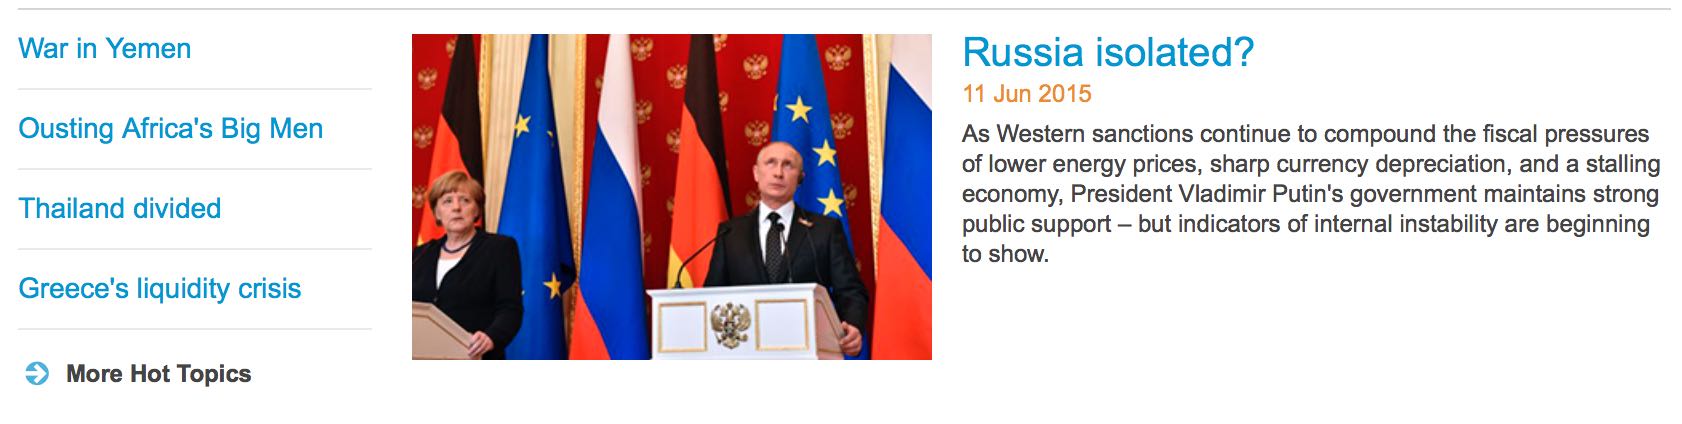 War in Yemen
Ousting Africa's Big Men
Thailand divided
Greece's liquidity crisis
More Hot Topics
Russia isolated?
11 Jun 2015
As Western sanctions continue to compound the fiscal pressures
of lower energy prices, sharp currency depreciation, and a stalling
economy, President Vladimir Putin's government maintains strong
public support – but indicators of internal instability are beginning
to show.